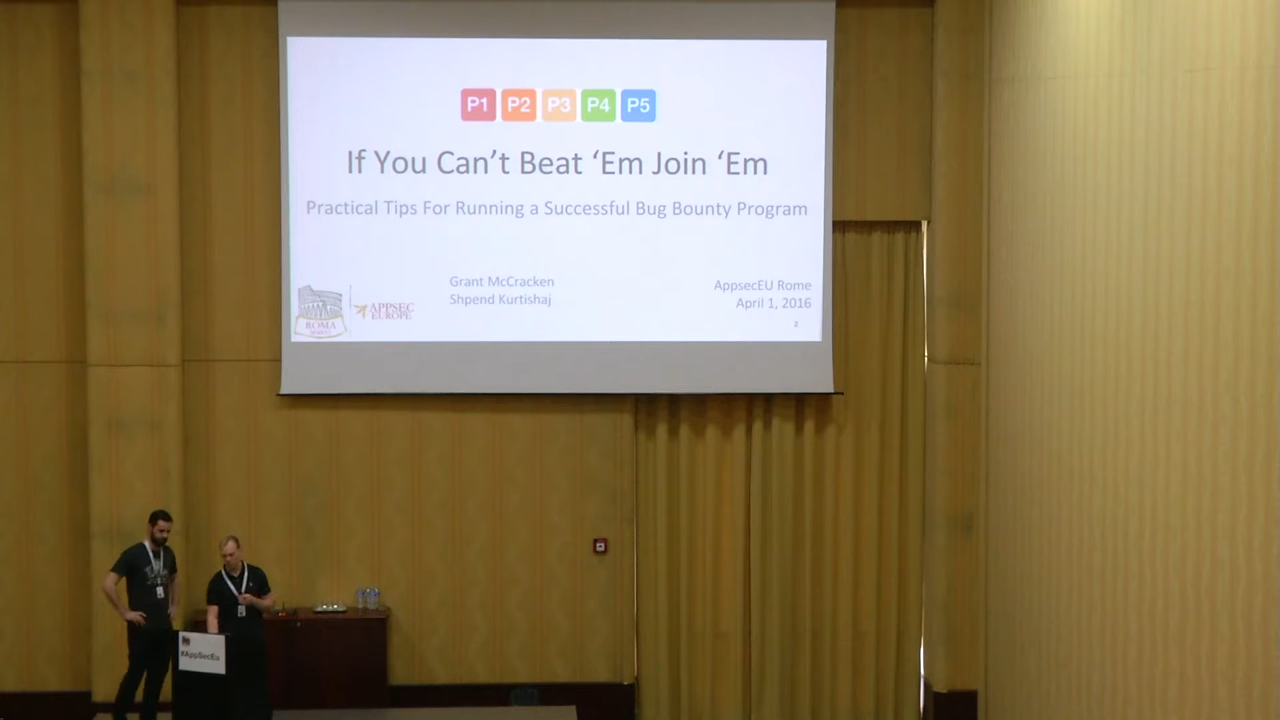 P1 P2 P3 P4 P5
If You Can't Beat ‘Em Join ‘Em
Practical Tips For Running a Successful Bug Bounty Program
Grant McCracken
Shpend Kurtishaj
AppsecEU Rome
April 1, 2016
2
ROMA
APPSEC
EUROPE
#AppSecEu